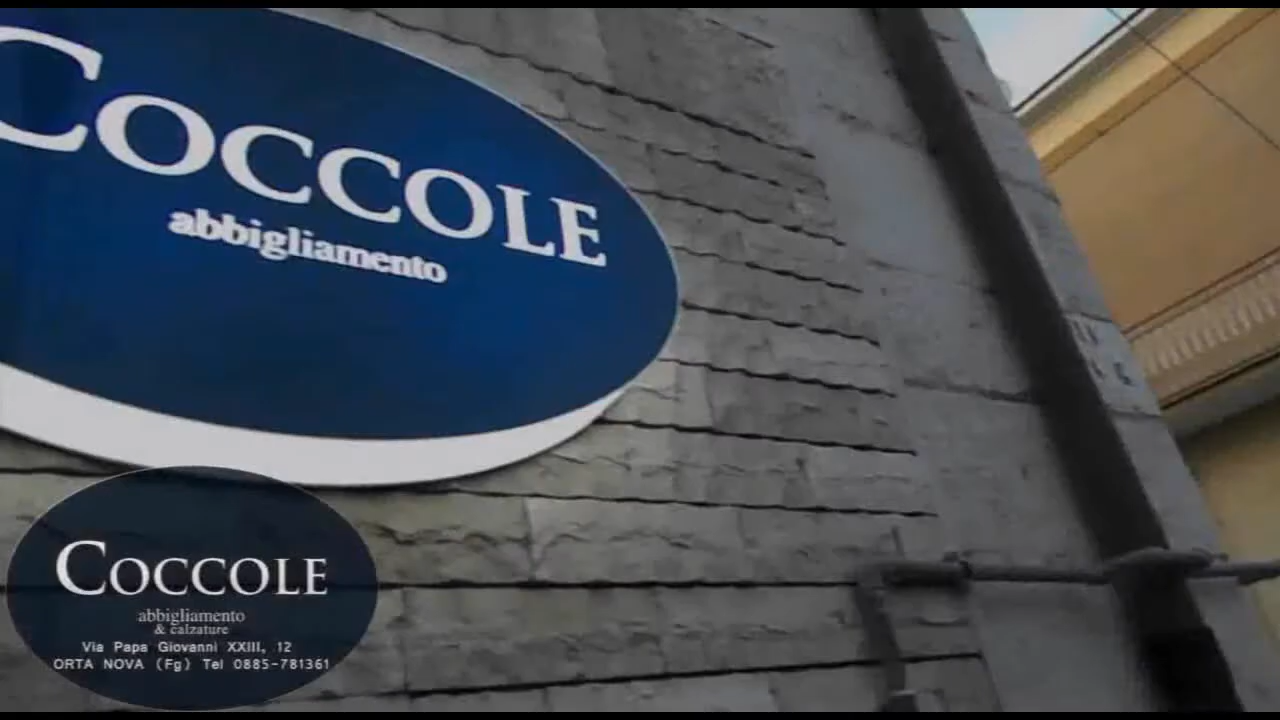 COCCOLE
abbigliamento
COCCOLE
abbigliamento
& calzature
Via Papa Giovanni XXIII, 12
ORTA NOVA (Fg) Tel 0885-781361